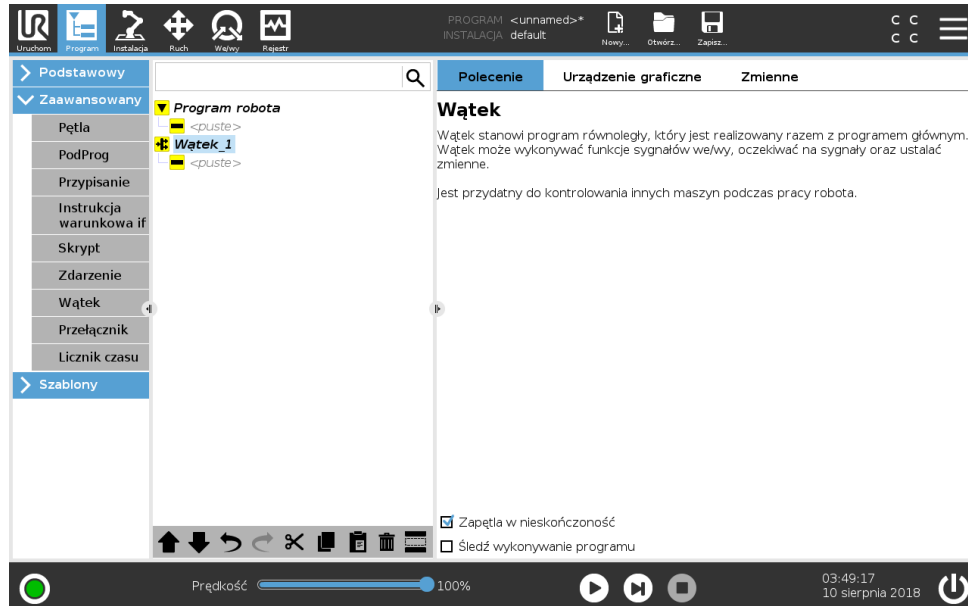 UR
PROGRAM <unnamed>*
INSTALACJA default
C C
C C
Uruchom Program Instalacja Ruch We/wy Rejestr Nowy... Otwórz... Zapisz...
Podstawowy
Zaawansowany
Pętla
PodProg
Przypisanie
Instrukcja
warunkowa if
Skrypt
Zdarzenie
Wątek
Przełącznik
Licznik czasu
Szablony
Program robota
<puste>
Wątek_1
<puste>
Polecenie Urządzenie graficzne Zmienne
Wątek
Wątek stanowi program równoległy, który jest realizowany razem z programem głównym.
Wątek może wykonywać funkcje sygnałów we/wy, oczekiwać na sygnały oraz ustalać
zmienne.
Jest przydatny do kontrolowania innych maszyn podczas pracy robota.
Zapętla w nieskończoność
Śledź wykonywanie programu
Prędkość 100%
03:49:17
10 sierpnia 2018